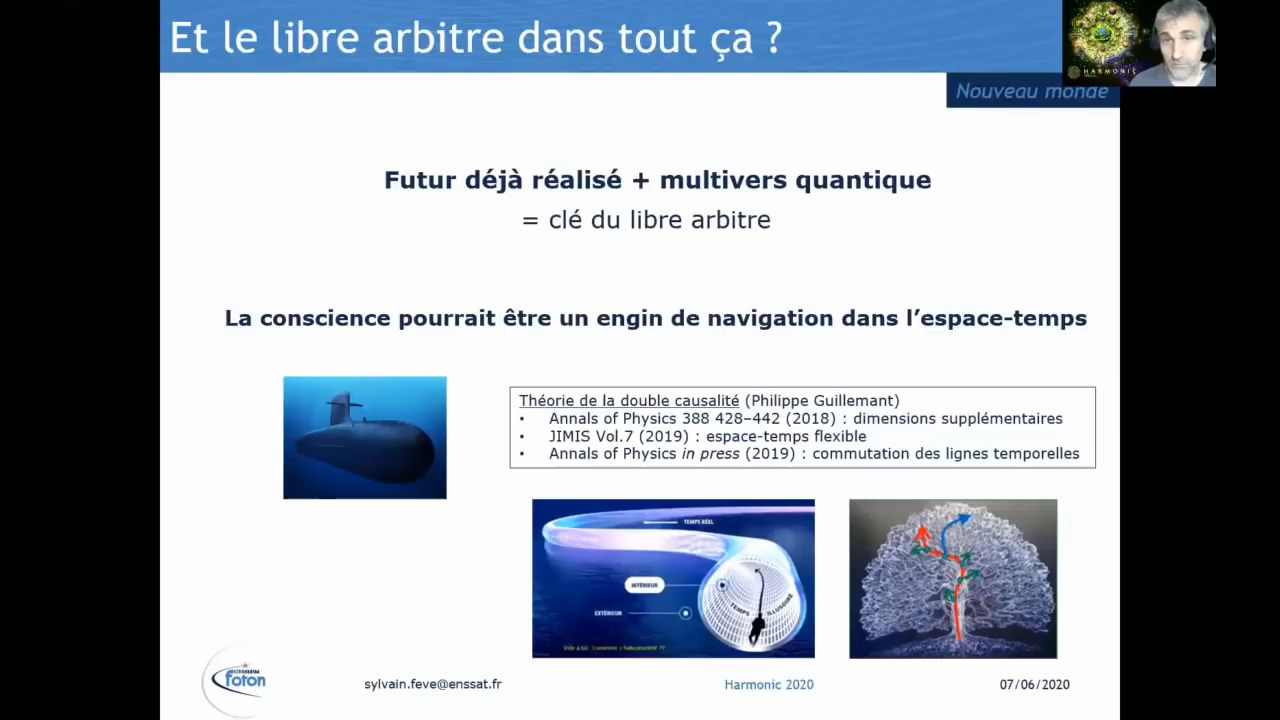 Et le libre arbitre dans tout ça ?
HARMONIC
Nouveau monde
Futur déjà réalisé + multivers quantique
= clé du libre arbitre
La conscience pourrait être un engin de navigation dans l’espace-temps
Théorie de la double causalité (Philippe Guillemant)
• Annals of Physics 388 428–442 (2018) : dimensions supplémentaires
• JIMIS Vol.7 (2019) : espace-temps flexible
• Annals of Physics in press (2019) : commutation des lignes temporelles
TEMPS RÉEL
INTÉRIEUR
EXTÉRIEUR
TEMPS ILLUSOIRE
foton
sylvain.feve@enssat.fr
Harmonic 2020
07/06/2020